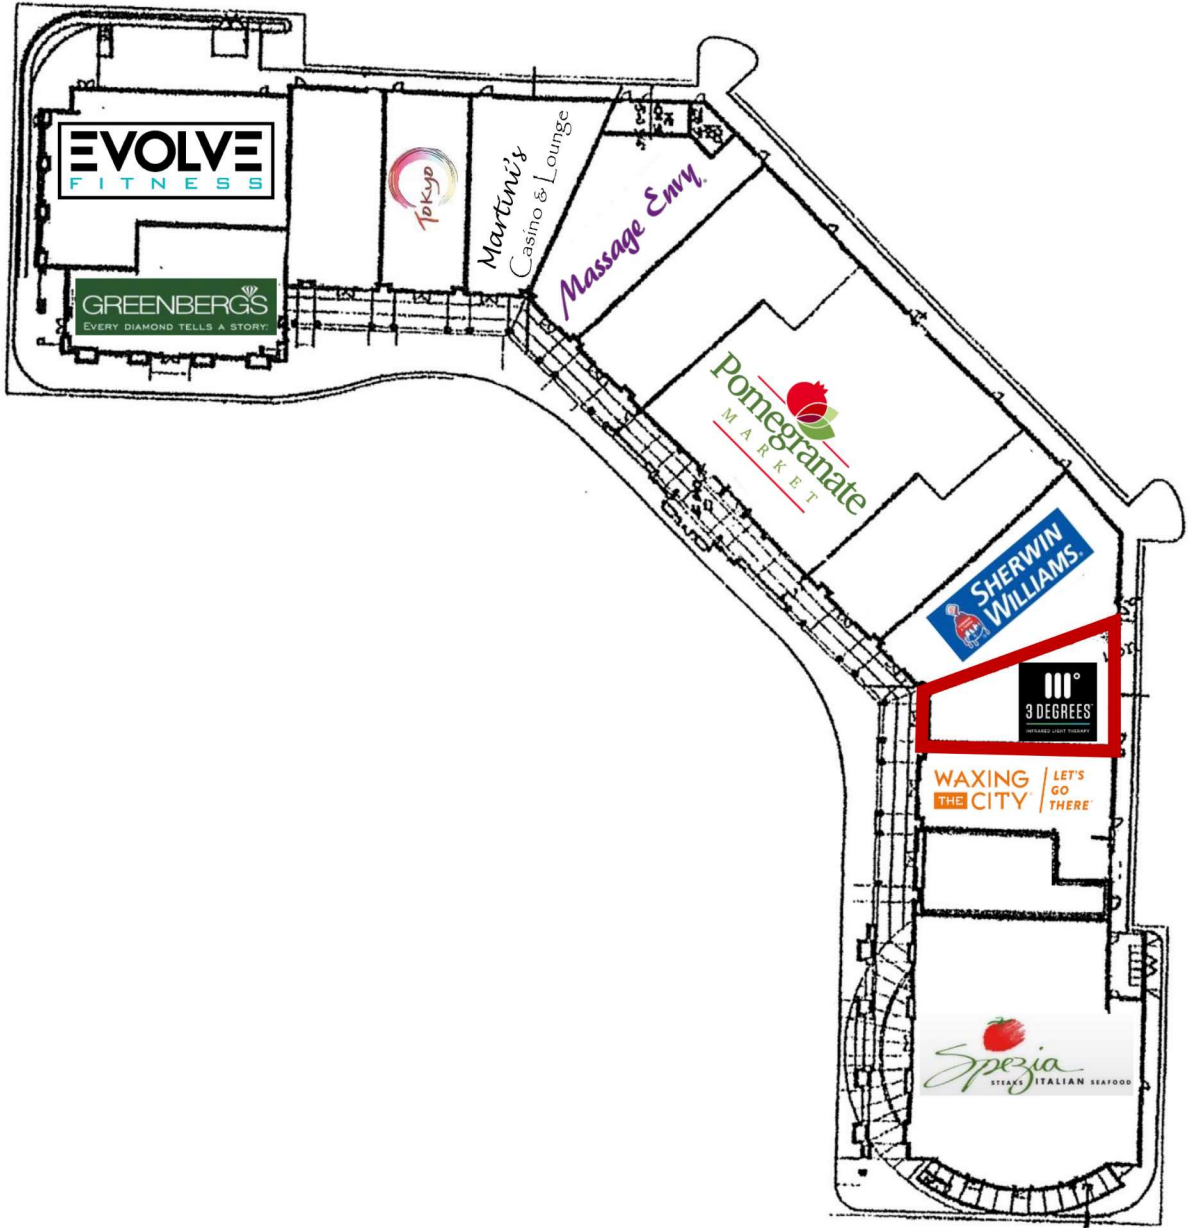 EVOLVE
FITNESS
GREENBERG'S
EVERY DIAMOND TELLS A STORY
TOKYO
Martini's
Casino & Lounge
Massage Envy
Pomegranate
MARKET
SHERWIN
WILLIAMS.
3 DEGREES
INFRARED LIGHT THERAPY
WAXING
THE CITY
LET'S
GO
THERE
Spezia
STEAKS ITALIAN SEAFOOD